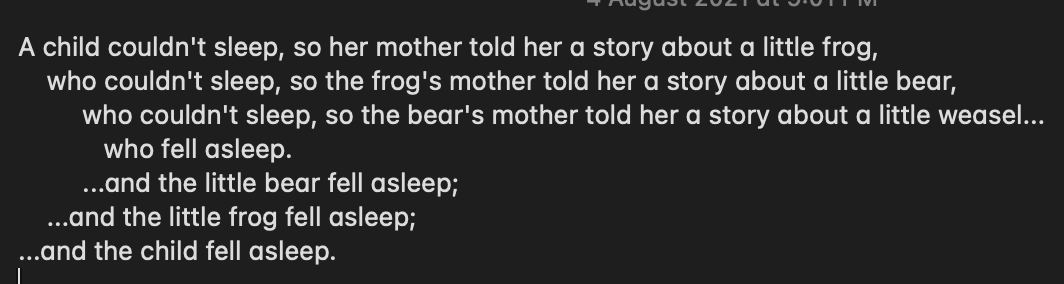 A child couldn't sleep, so her mother told her a story about a little frog,
who couldn't sleep, so the frog's mother told her a story about a little bear,
who couldn't sleep, so the bear's mother told her a story about a little weasel...
who fell asleep.
...and the little bear fell asleep;
...and the little frog fell asleep;
...and the child fell asleep.